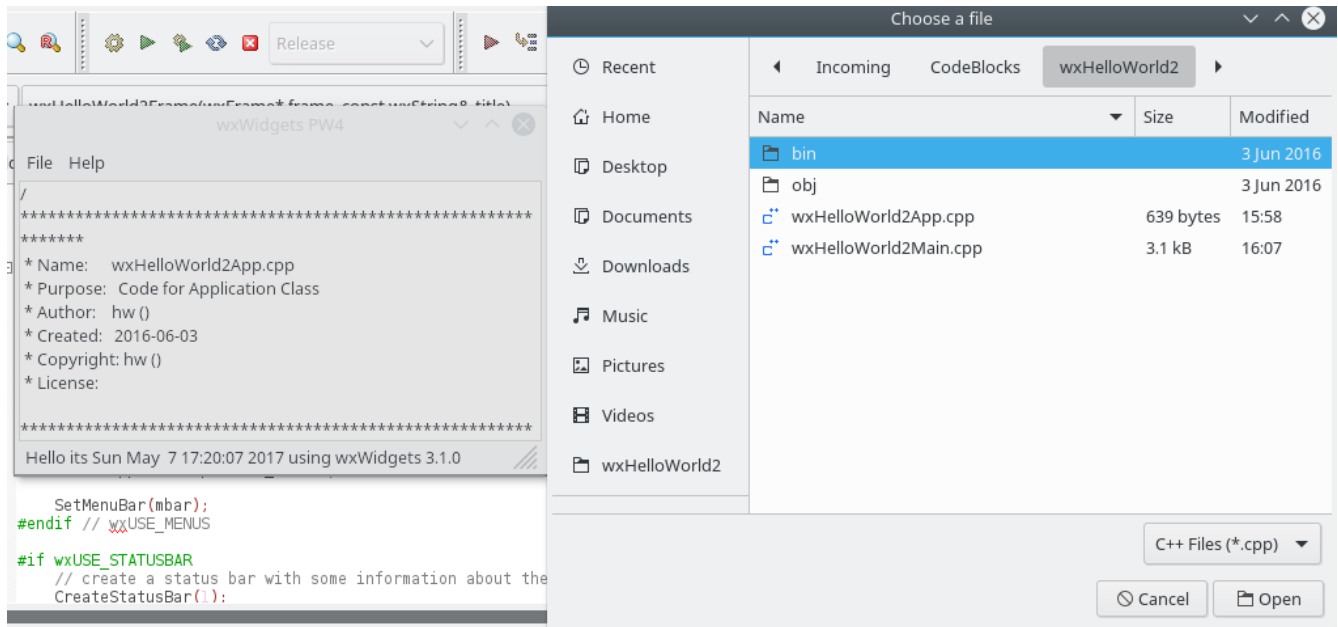 Release
wxHelloWorld2Frame(wxFrame* frame, const wxString& title)
wxWidgets PW4
File Help
/
********************************************************
*******
* Name: wxHelloWorld2App.cpp
* Purpose: Code for Application Class
* Author: hw ()
* Created: 2016-06-03
* Copyright: hw ()
* License:
********************************************************
Hello its Sun May 7 17:20:07 2017 using wxWidgets 3.1.0
SetMenuBar(mbar);
#endif // wxUSE_MENUS
#if wxUSE_STATUSBAR
// create a status bar with some information about the
CreateStatusBar(1);
Choose a file
Recent
Home
Desktop
Documents
Downloads
Music
Pictures
Videos
wxHelloWorld2
Incoming CodeBlocks wxHelloWorld2
Name Size Modified
bin 3 Jun 2016
obj 3 Jun 2016
wxHelloWorld2App.cpp 639 bytes 15:58
wxHelloWorld2Main.cpp 3.1 kB 16:07
C++ Files (*.cpp)
Cancel Open